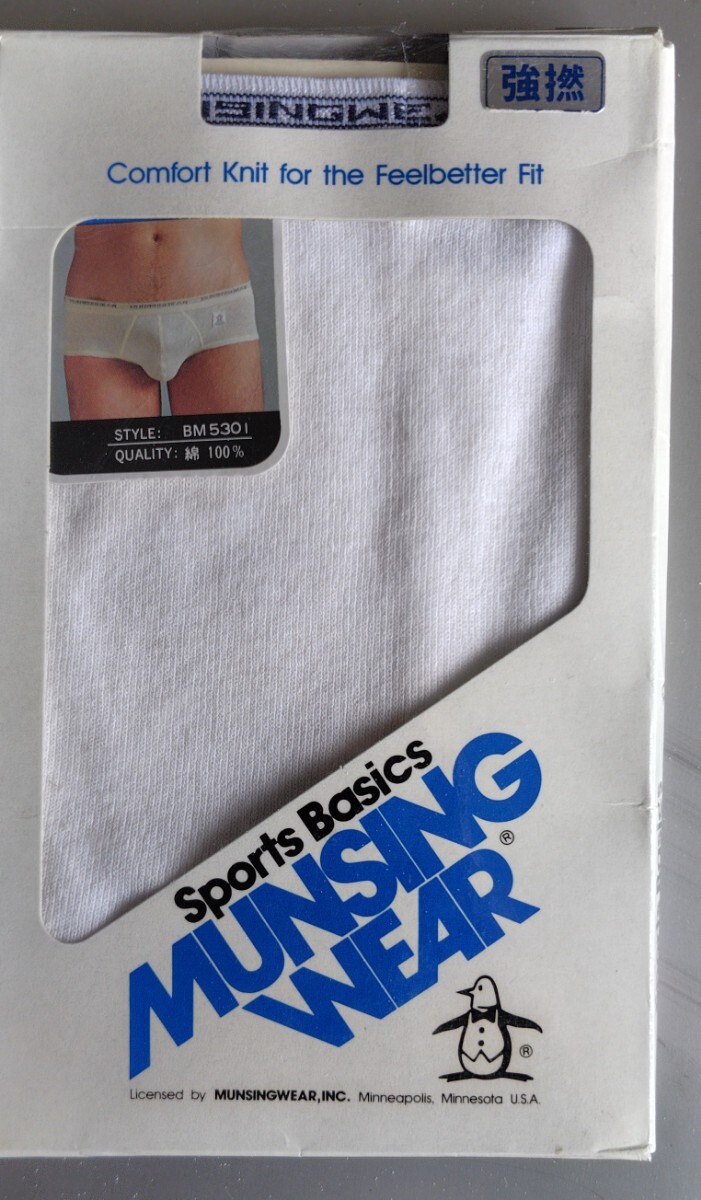 強撚
Comfort Knit for the Feelbetter Fit
STYLE: BM5301
QUALITY: 綿 100%
Sports Basics
MUNSING
WEAR®
®
Licensed by MUNSINGWEAR,INC. Minneapolis, Minnesota U.S.A.